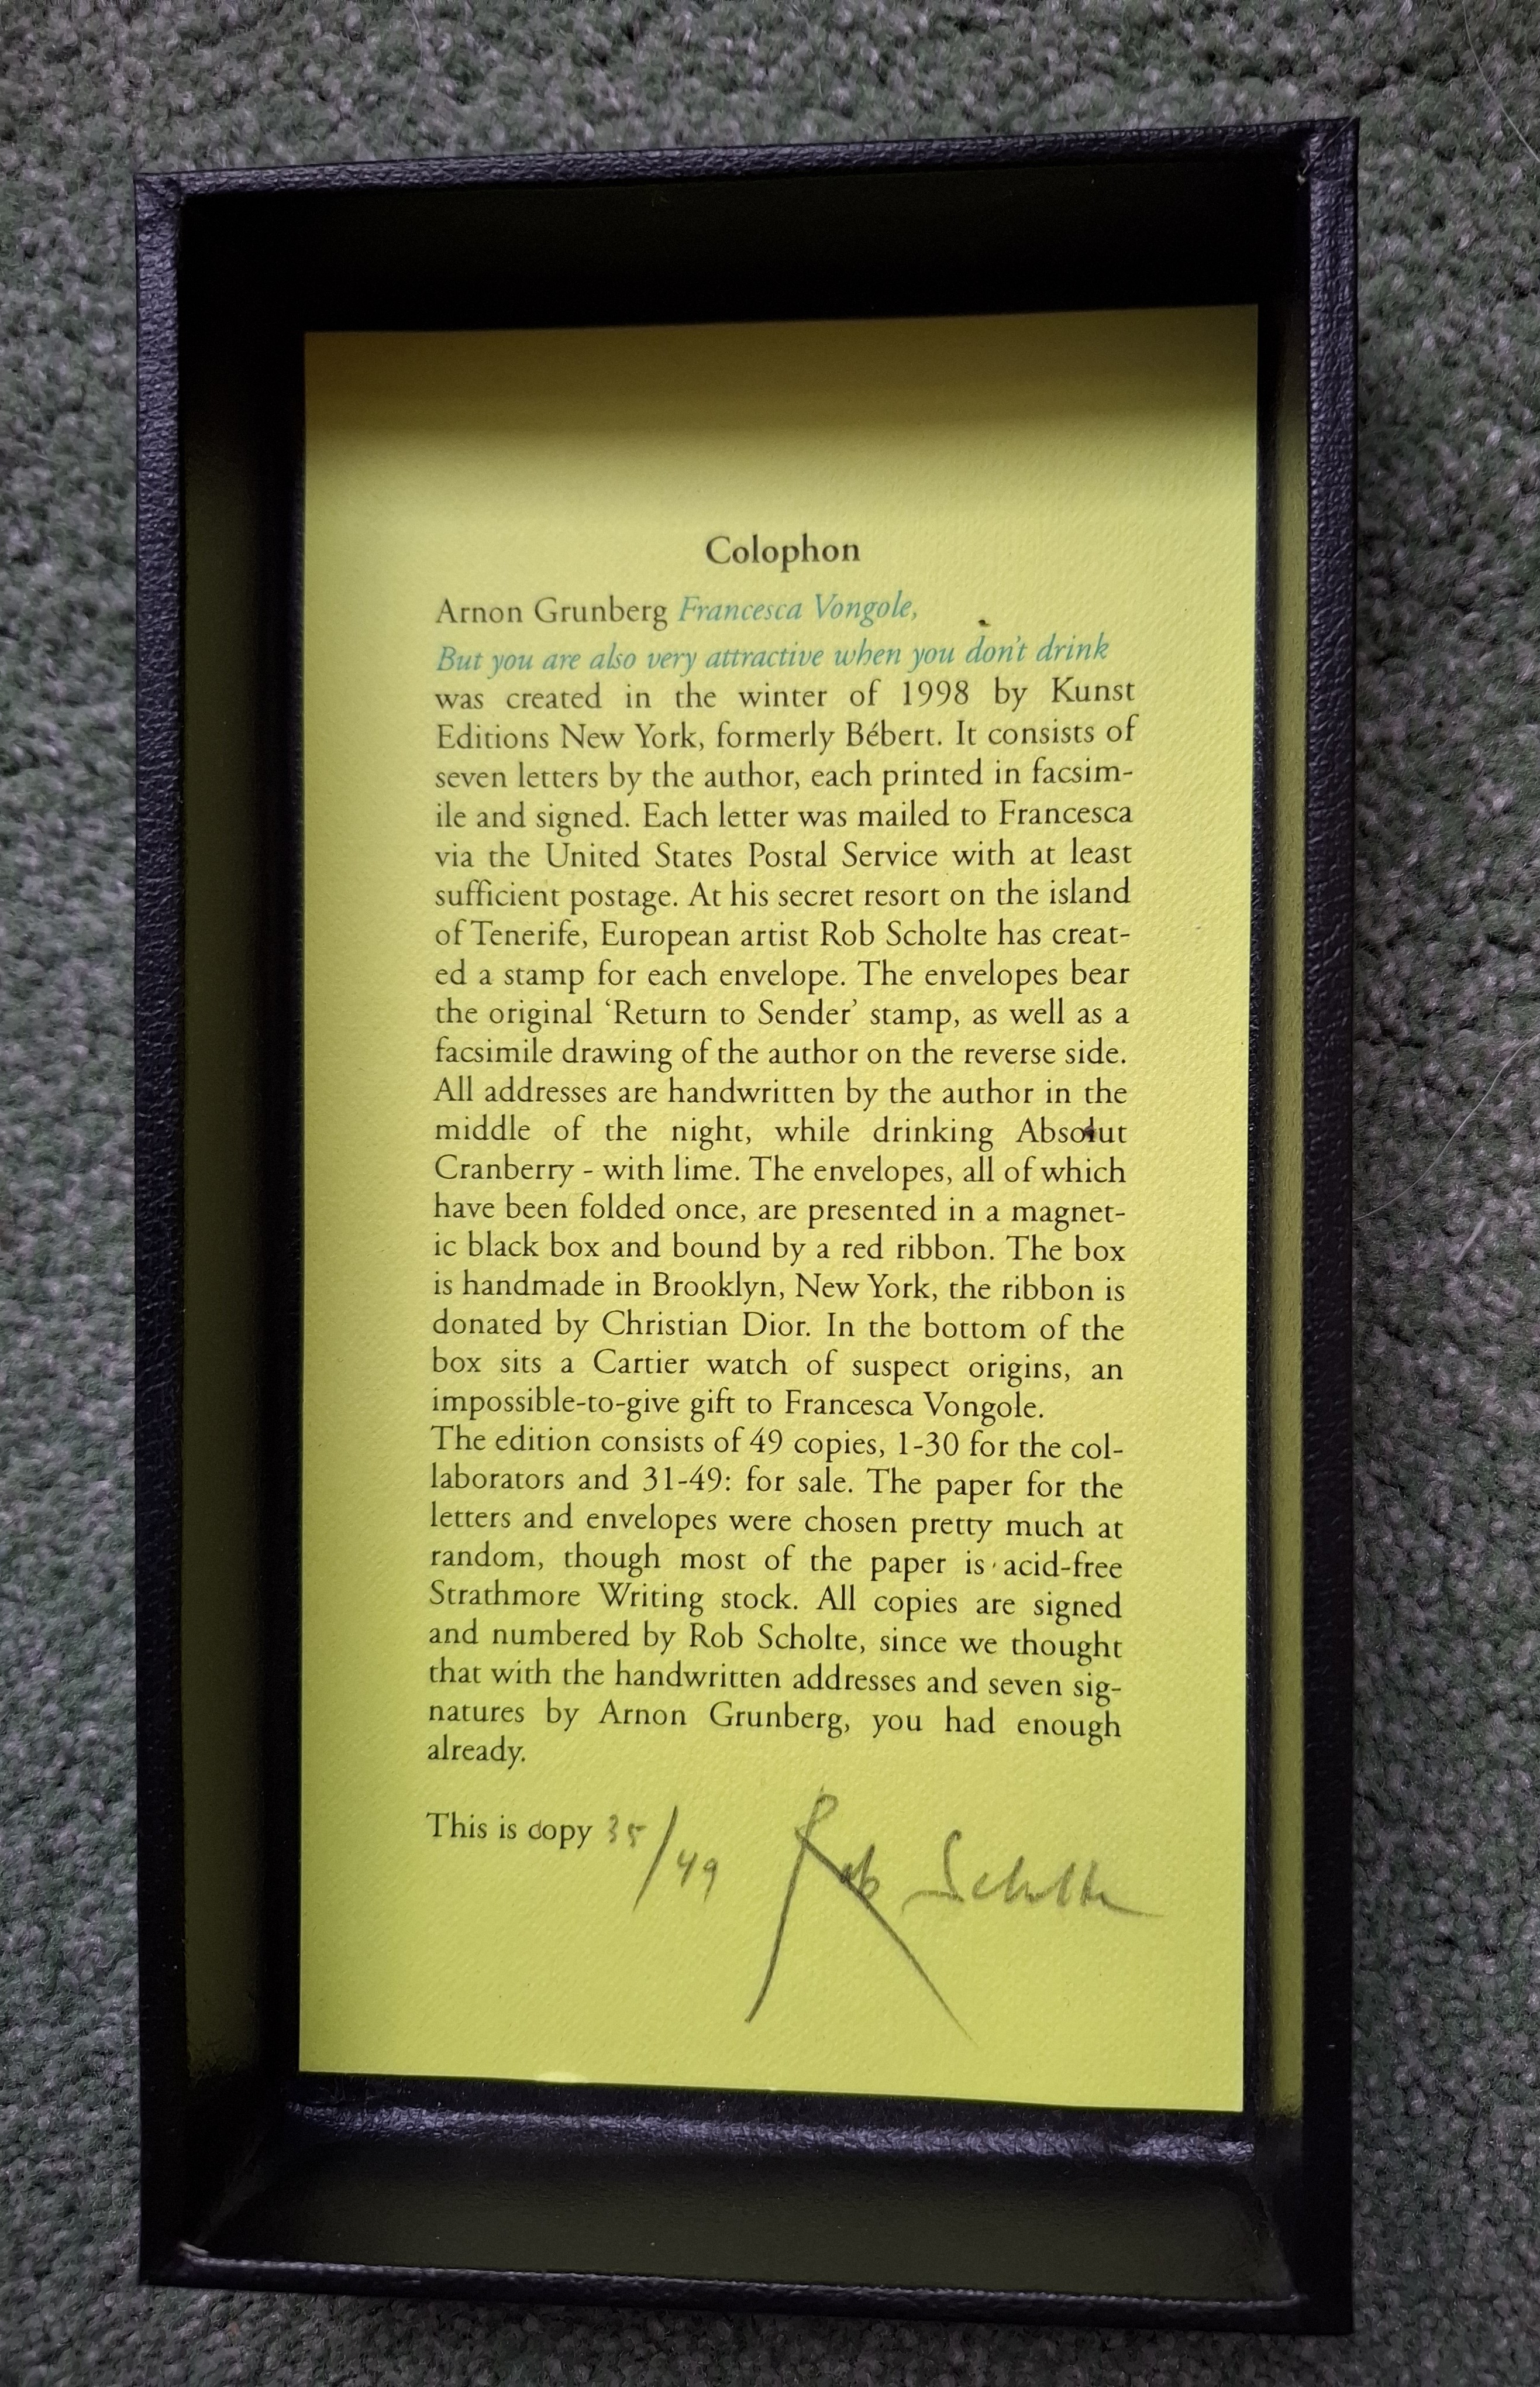 Colophon
Arnon Grunberg Francesca Vongole,
But you are also very attractive when you don't drink
was created in the winter of 1998 by Kunst
Editions New York, formerly Bébert. It consists of
seven letters by the author, each printed in facsim-
ile and signed. Each letter was mailed to Francesca
via the United States Postal Service with at least
sufficient postage. At his secret resort on the island
of Tenerife, European artist Rob Scholte has creat-
ed a stamp for each envelope. The envelopes bear
the original ‘Return to Sender’ stamp, as well as a
facsimile drawing of the author on the reverse side.
All addresses are handwritten by the author in the
middle of the night, while drinking Absolut
Cranberry - with lime. The envelopes, all of which
have been folded once, are presented in a magnet-
ic black box and bound by a red ribbon. The box
is handmade in Brooklyn, New York, the ribbon is
donated by Christian Dior. In the bottom of the
box sits a Cartier watch of suspect origins, an
impossible-to-give gift to Francesca Vongole.
The edition consists of 49 copies, 1-30 for the col-
laborators and 31-49: for sale. The paper for the
letters and envelopes were chosen pretty much at
random, though most of the paper is acid-free
Strathmore Writing stock. All copies are signed
and numbered by Rob Scholte, since we thought
that with the handwritten addresses and seven sig-
natures by Arnon Grunberg, you had enough
already.
This is copy 35/49 Rob Scholte